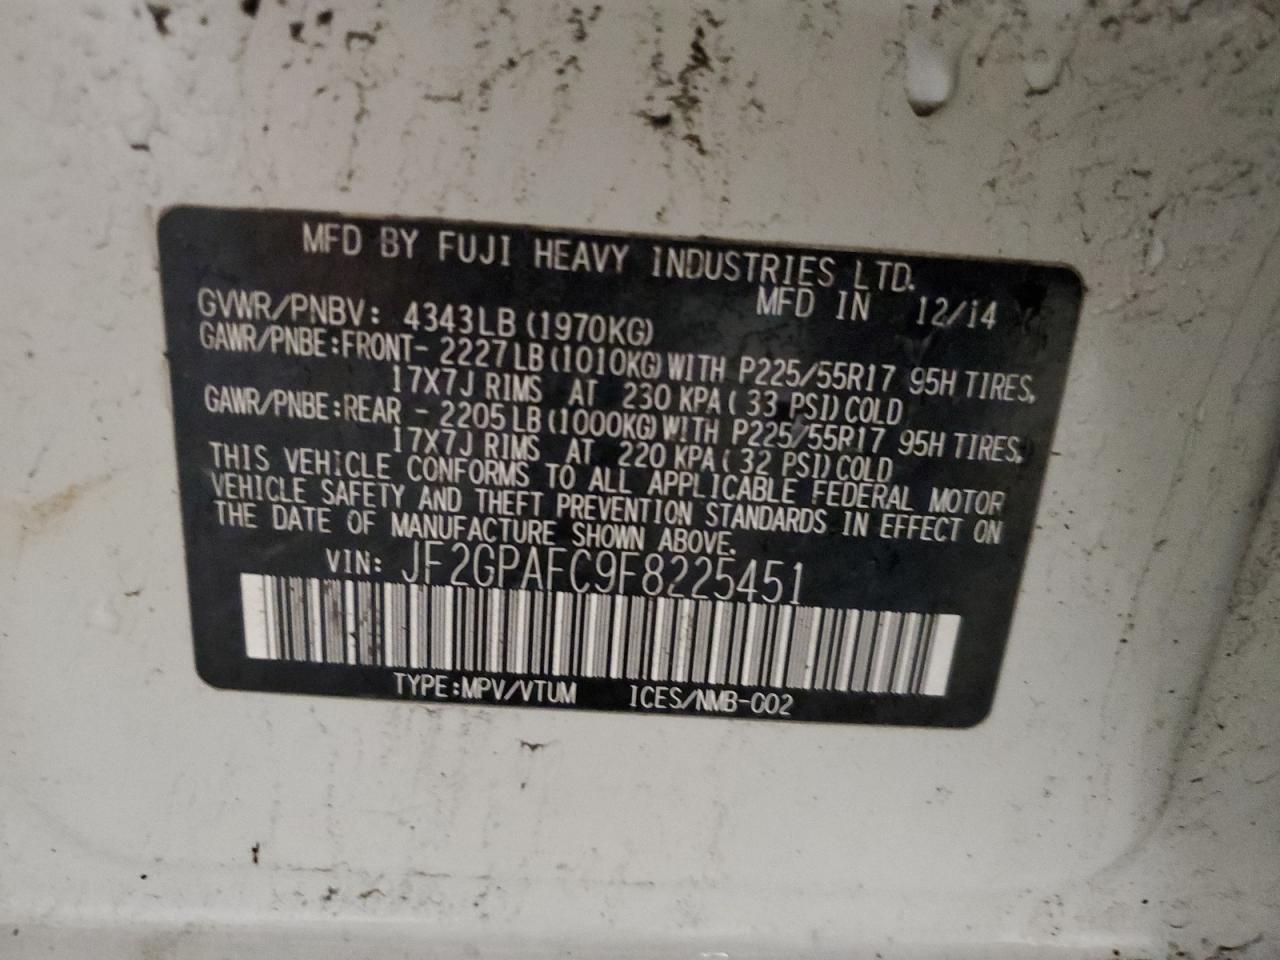 MFD BY FUJI HEAVY INDUSTRIES LTD.
MFD IN 12/14
GVWR/PNBV: 4343LB (1970KG)
GAWR/PNBE:FRONT- 2227LB (1010KG) WITH P225/55R17 95H TIRES,
17X7J RIMS AT 230 KPA ( 33 PSI) COLD
GAWR/PNBE:REAR - 2205LB (1000KG) WITH P225/55R17 95H TIRES,
17X7J RIMS AT 220 KPA ( 32 PSI) COLD
THIS VEHICLE CONFORMS TO ALL APPLICABLE FEDERAL MOTOR
VEHICLE SAFETY AND THEFT PREVENTION STANDARDS IN EFFECT ON
THE DATE OF MANUFACTURE SHOWN ABOVE.
VIN: JF2GPAFC9F8225451
TYPE:MPV/VTUM ICES/NMB-002